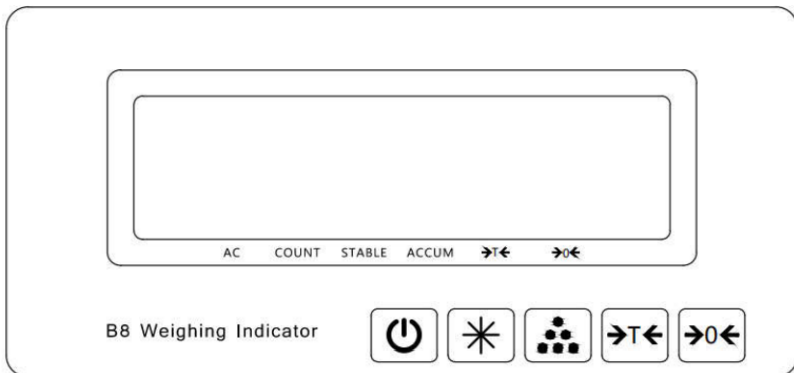 AC COUNT STABLE ACCUM →T← →0←
B8 Weighing Indicator →T← →0←